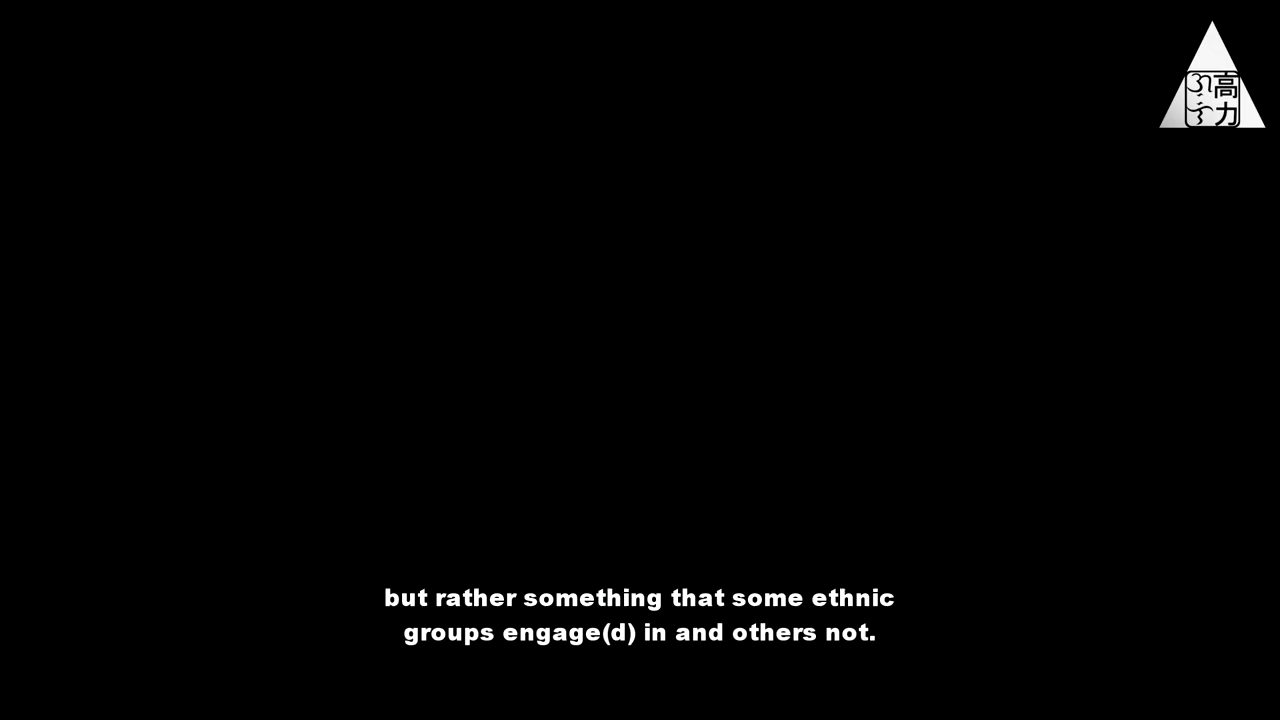 高
力
but rather something that some ethnic
groups engage(d) in and others not.